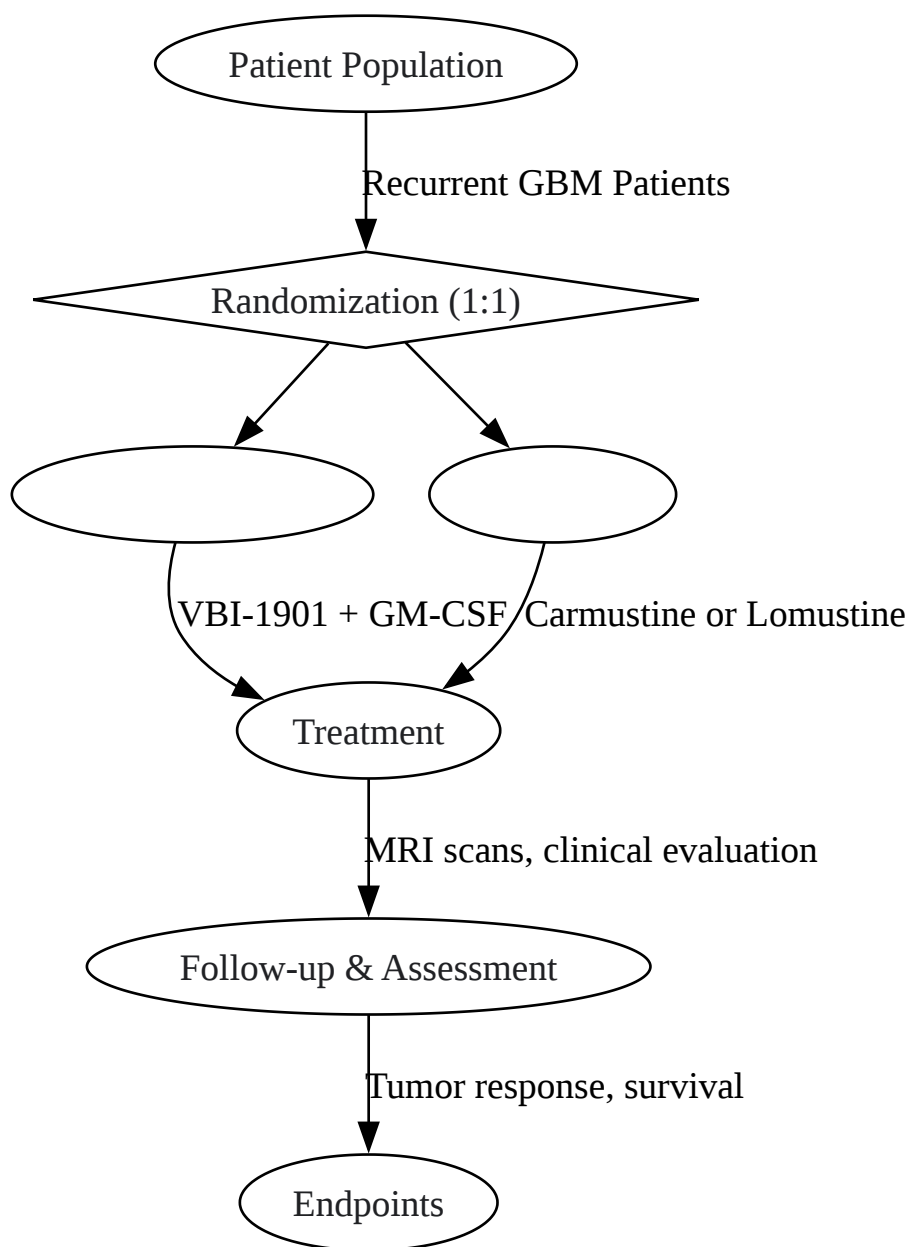 Patient Population
Recurrent GBM Patients
Randomization (1:1)
VBI-1901 + GM-CSF
Carmustine or Lomustine
Treatment
MRI scans, clinical evaluation
Follow-up & Assessment
Tumor response, survival
Endpoints